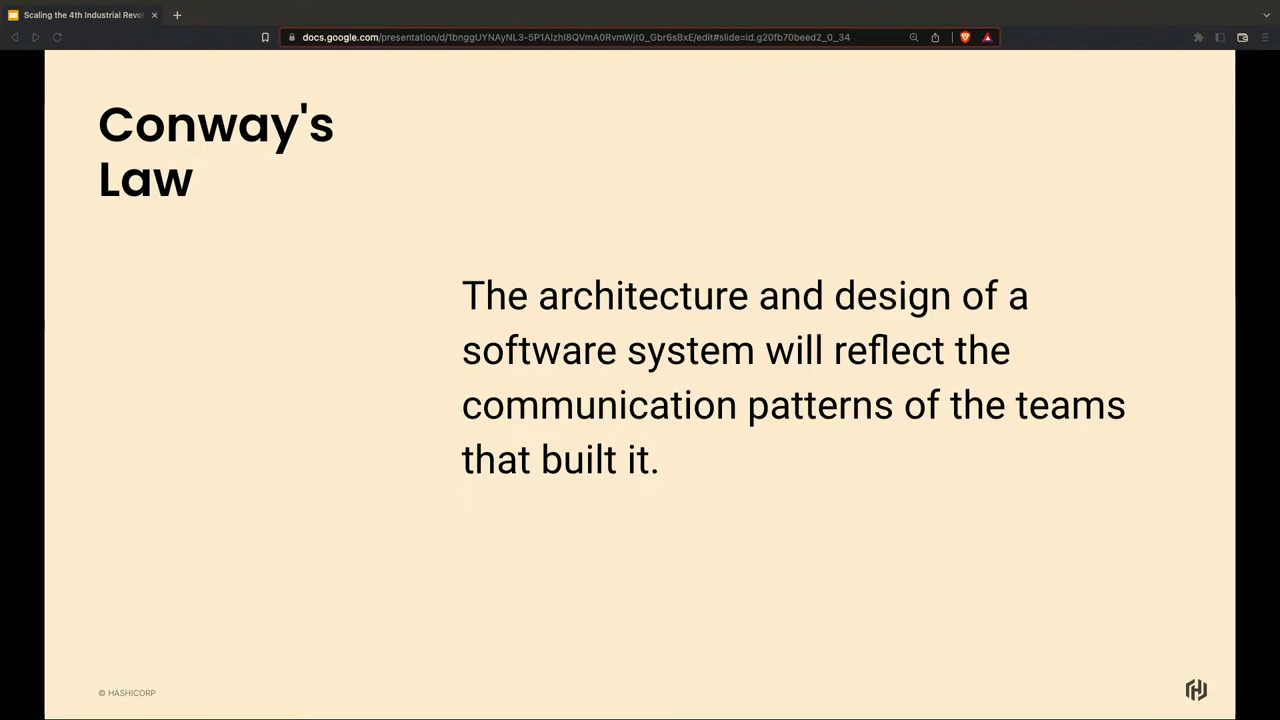 Scaling the 4th Industrial Revol
docs.google.com/presentation/d/1bnggUYNAyNL3-5P1AlzhI8QVmA0RvmWjt0_Gbr6sBxE/edit#slide=id.g20fb70beed2_0_34
Conway's
Law
The architecture and design of a
software system will reflect the
communication patterns of the teams
that built it.
© HASHICORP